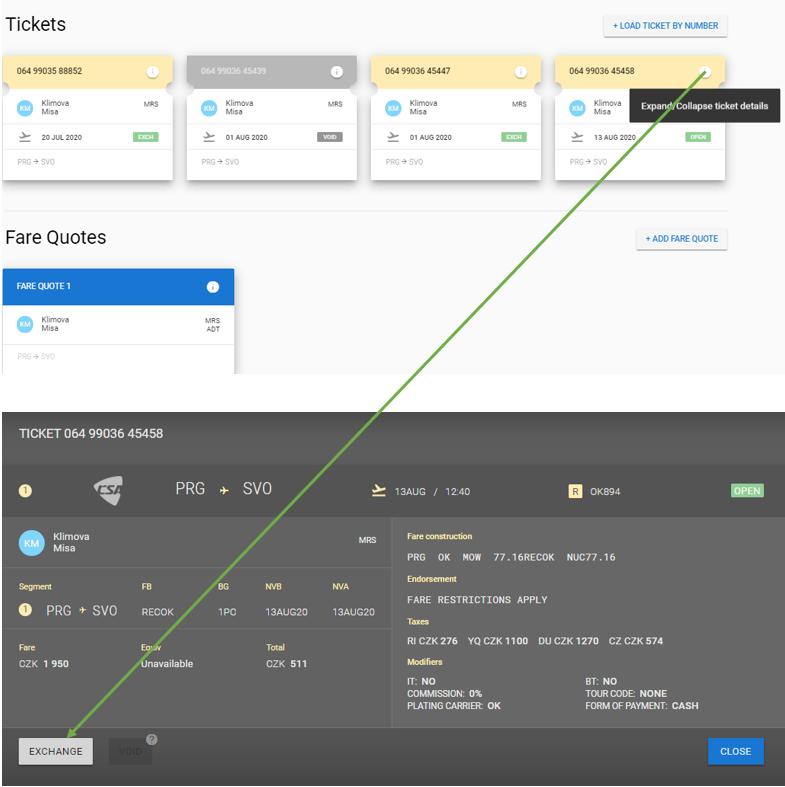 Tickets
+ LOAD TICKET BY NUMBER
064 99035 88852
i
KM
Klimova
Misa
MRS
20 JUL 2020
EXCH
PRG → SVO
064 99036 45439
i
KM
Klimova
Misa
MRS
01 AUG 2020
VOID
PRG → SVO
064 99036 45447
i
KM
Klimova
Misa
MRS
01 AUG 2020
EXCH
PRG → SVO
064 99036 45458
KM
Klimova
Misa
Expand/Collapse ticket details
13 AUG 2020
OPEN
PRG → SVO
Fare Quotes
+ ADD FARE QUOTE
FARE QUOTE 1
i
KM
Klimova
Misa
MRS
ADT
PRG → SVO
TICKET 064 99036 45458
1
CSA
PRG SVO
13AUG / 12:40
R OK894
OPEN
KM
Klimova
Misa
MRS
Segment FB BG NVB NVA
1 PRG SVO RECOK 1PC 13AUG20 13AUG20
Fare Equiv Total
CZK 1 950 Unavailable CZK 511
Fare construction
PRG OK MOW 77.16RECOK NUC77.16
Endorsement
FARE RESTRICTIONS APPLY
Taxes
RI CZK 276 YQ CZK 1100 DU CZK 1270 CZ CZK 574
Modifiers
IT: NO BT: NO
COMMISSION: 0% TOUR CODE: NONE
PLATING CARRIER: OK FORM OF PAYMENT: CASH
EXCHANGE
VOID
?
CLOSE